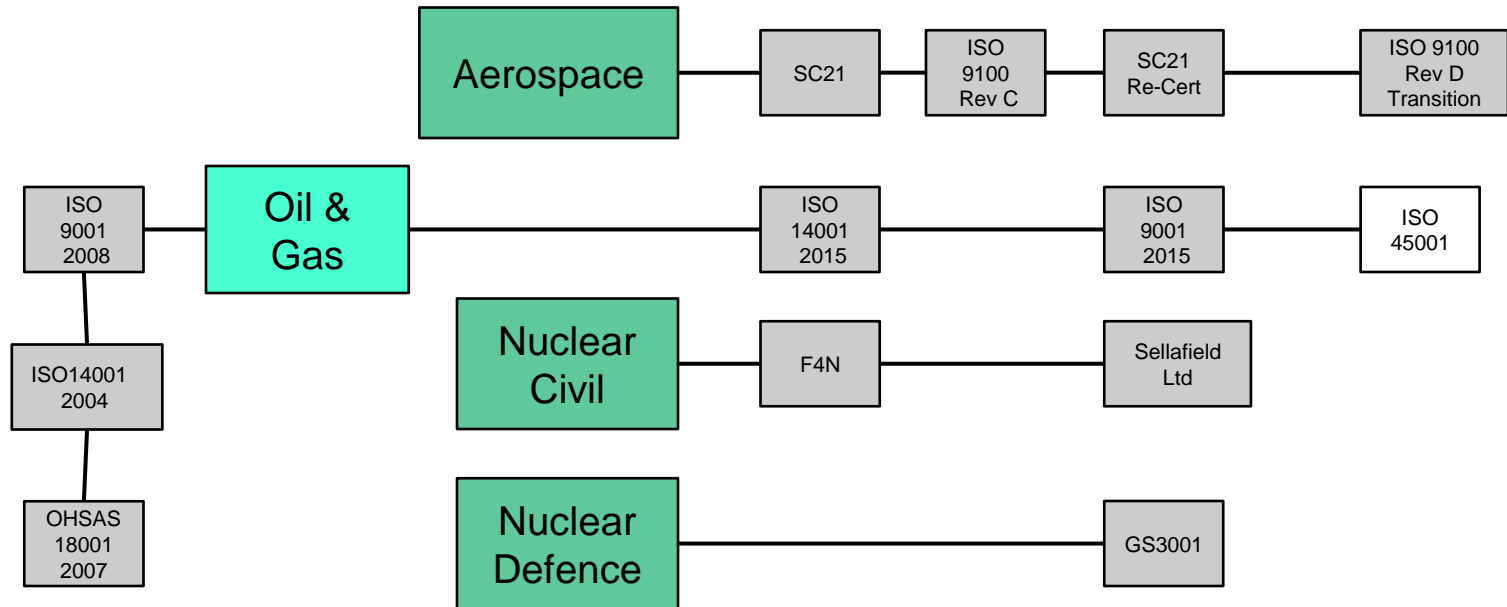 Aerospace
SC21
ISO
9100
Rev C
SC21
Re-Cert
ISO 9100
Rev D
Transition
ISO
9001
2008
Oil &
Gas
ISO
14001
2015
ISO
9001
2015
ISO
45001
ISO14001
2004
Nuclear
Civil
F4N
Sellafield
Ltd
OHSAS
18001
2007
Nuclear
Defence
GS3001